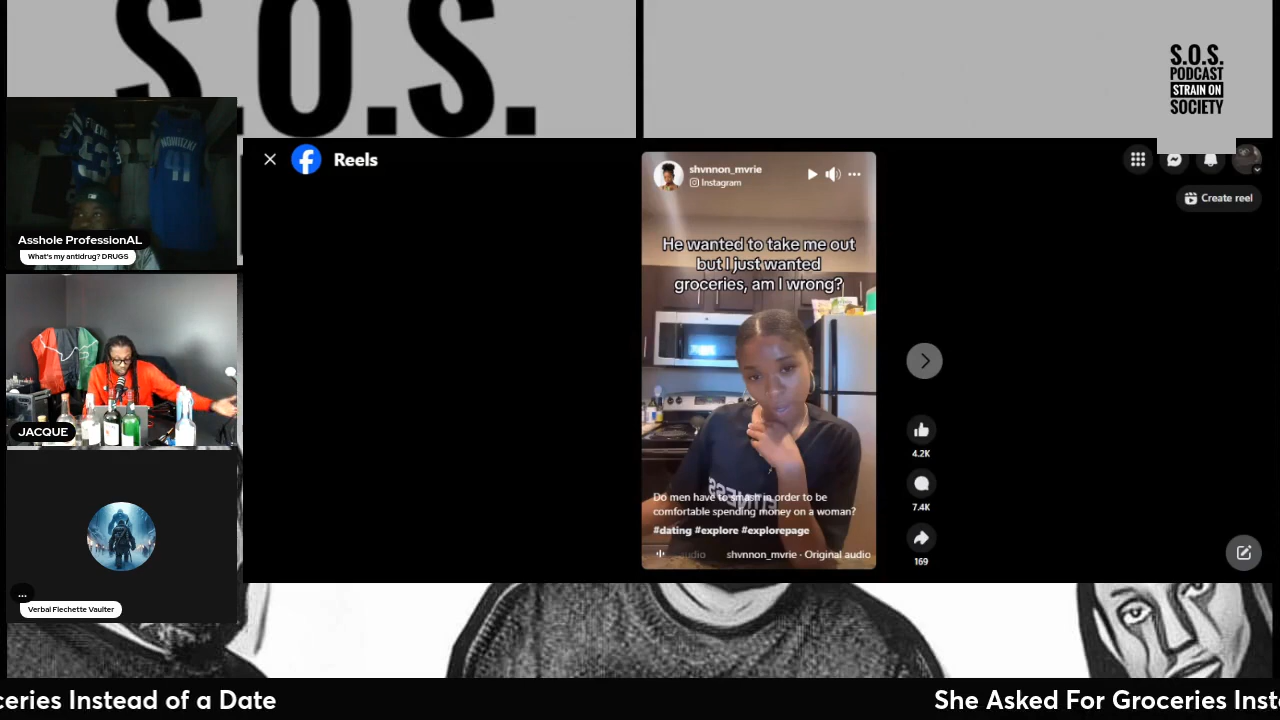 S.O.S.
S.O.S.
PODCAST
STRAIN ON
SOCIETY
Asshole ProfessionAL
What's my antidrug? DRUGS
JACQUE
...
Verbal Flechette Vaulter
Reels
Create reel
shvnnon_mvrie
Instagram
He wanted to take me out
but I just wanted
groceries, am I wrong?
Do men have to smash in order to be
comfortable spending money on a woman?
#dating #explore #explorepage
audio shvnnon_mvrie · Original audio
4.2K
7.4K
169
41
ceries Instead of a Date
She Asked For Groceries Inst